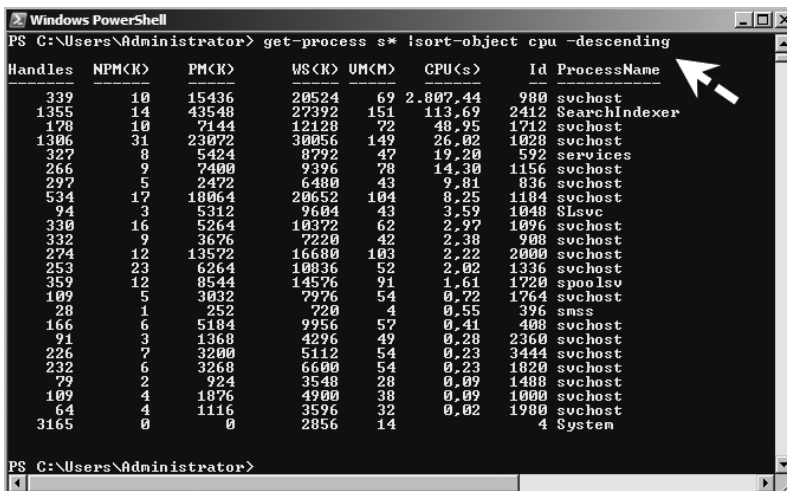 Windows PowerShell
PS C:\Users\Administrator> get-process s* |sort-object cpu -descending
Handles NPM(K) PM(K) WS(K) VM(M) CPU(s) Id ProcessName
------- ------ ----- ----- ----- ------ -- -----------
339 10 15436 20524 69 2.807,44 980 svchost
1355 14 43548 27392 151 113,69 2412 SearchIndexer
178 10 7144 12128 72 48,95 1712 svchost
1306 31 23072 30056 149 26,02 1028 svchost
327 8 5424 8792 47 19,20 592 services
266 9 7400 9396 78 14,30 1156 svchost
297 5 2472 6480 43 9,81 836 svchost
534 17 18064 20652 104 8,25 1184 svchost
94 3 5312 9604 43 3,59 1048 SLsvc
330 16 5264 10372 62 2,97 1096 svchost
332 9 3676 7220 42 2,38 908 svchost
274 12 13572 16680 103 2,22 2000 svchost
253 23 6264 10836 52 2,02 1336 svchost
359 12 8544 14576 91 1,61 1720 spoolsv
109 5 3032 7976 54 0,72 1764 svchost
28 1 252 720 4 0,55 396 smss
166 6 5184 9956 57 0,41 408 svchost
91 3 1368 4296 49 0,28 2360 svchost
226 7 3200 5112 54 0,23 3444 svchost
232 6 3268 6600 54 0,23 1820 svchost
79 2 924 3548 28 0,09 1488 svchost
109 4 1876 4900 38 0,09 1000 svchost
64 4 1116 3596 32 0,02 1980 svchost
3165 0 0 2856 14 4 System
PS C:\Users\Administrator>